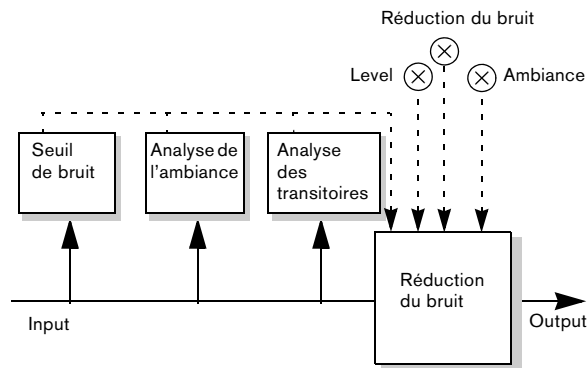 Réduction du bruit
Level
Ambiance
Seuil
de bruit
Analyse de
l'ambiance
Analyse
des
transitoires
Réduction
du bruit
Input
Output